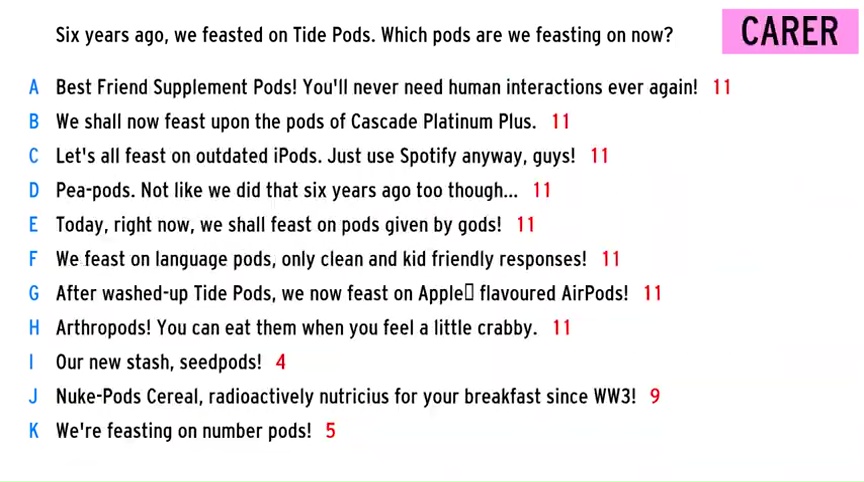 Six years ago, we feasted on Tide Pods. Which pods are we feasting on now?
CARER
A Best Friend Supplement Pods! You'll never need human interactions ever again! 11
B We shall now feast upon the pods of Cascade Platinum Plus. 11
C Let's all feast on outdated iPods. Just use Spotify anyway, guys! 11
D Pea-pods. Not like we did that six years ago too though... 11
E Today, right now, we shall feast on pods given by gods! 11
F We feast on language pods, only clean and kid friendly responses! 11
G After washed-up Tide Pods, we now feast on Apple▯ flavoured AirPods! 11
H Arthropods! You can eat them when you feel a little crabby. 11
I Our new stash, seedpods! 4
J Nuke-Pods Cereal, radioactively nutricius for your breakfast since WW3! 9
K We're feasting on number pods! 5